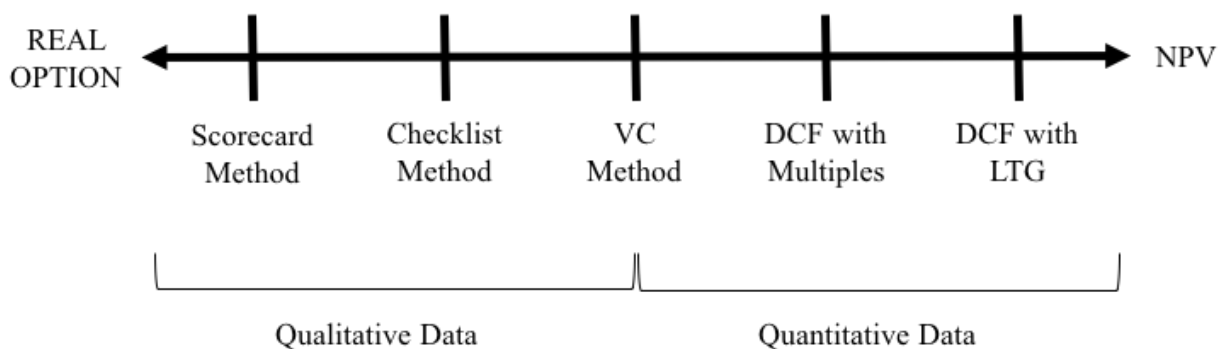 REAL
OPTION
NPV
Scorecard
Method
Checklist
Method
VC
Method
DCF with
Multiples
DCF with
LTG
Qualitative Data
Quantitative Data